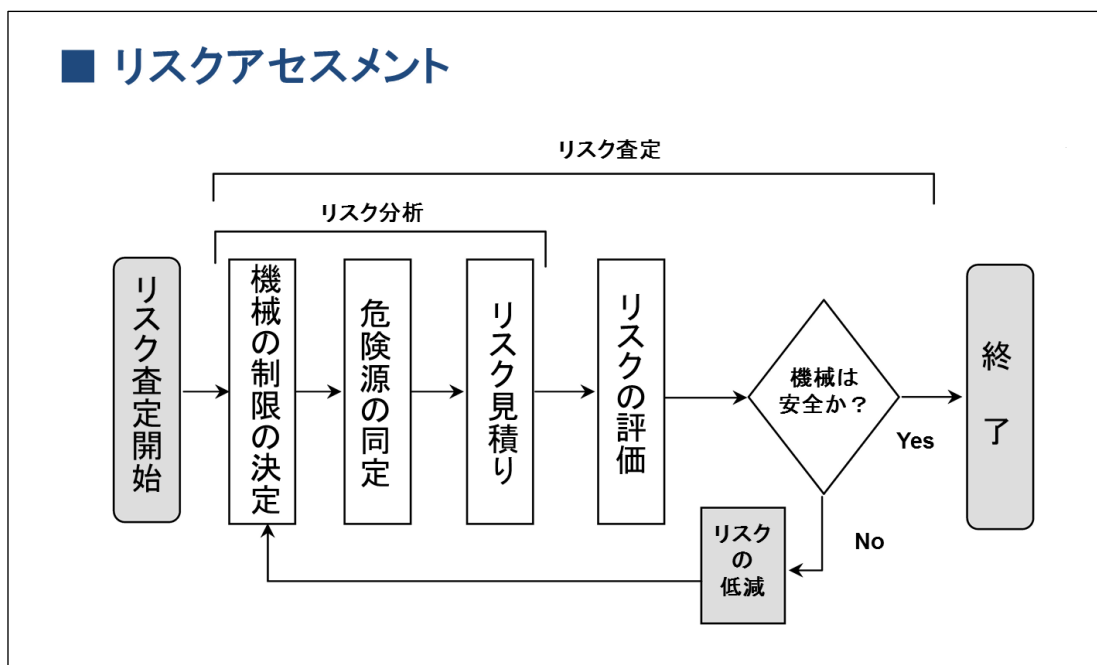 ■ リスクアセスメント
リスク査定
リスク分析
リスク査定開始
機械の制限の決定
危険源の同定
リスク見積り
リスクの評価
機械は
安全か？
Yes
終了
No
リスク
の
低減